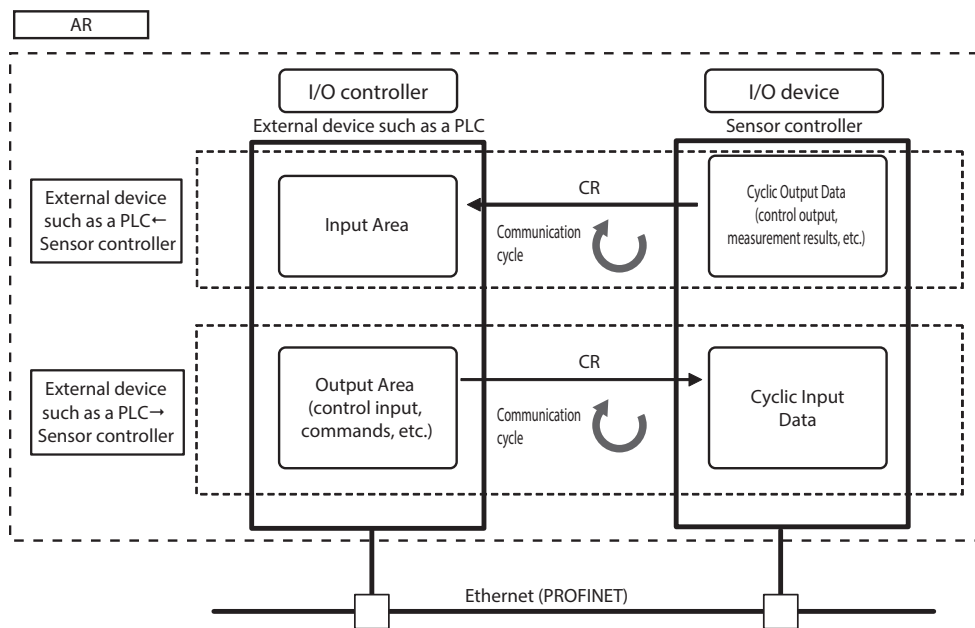 AR
I/O controller
External device such as a PLC
I/O device
Sensor controller
External device
such as a PLC←
Sensor controller
Input Area
CR
Communication
cycle
Cyclic Output Data
(control output,
measurement results, etc.)
External device
such as a PLC→
Sensor controller
Output Area
(control input,
commands, etc.)
CR
Communication
cycle
Cyclic Input
Data
Ethernet (PROFINET)